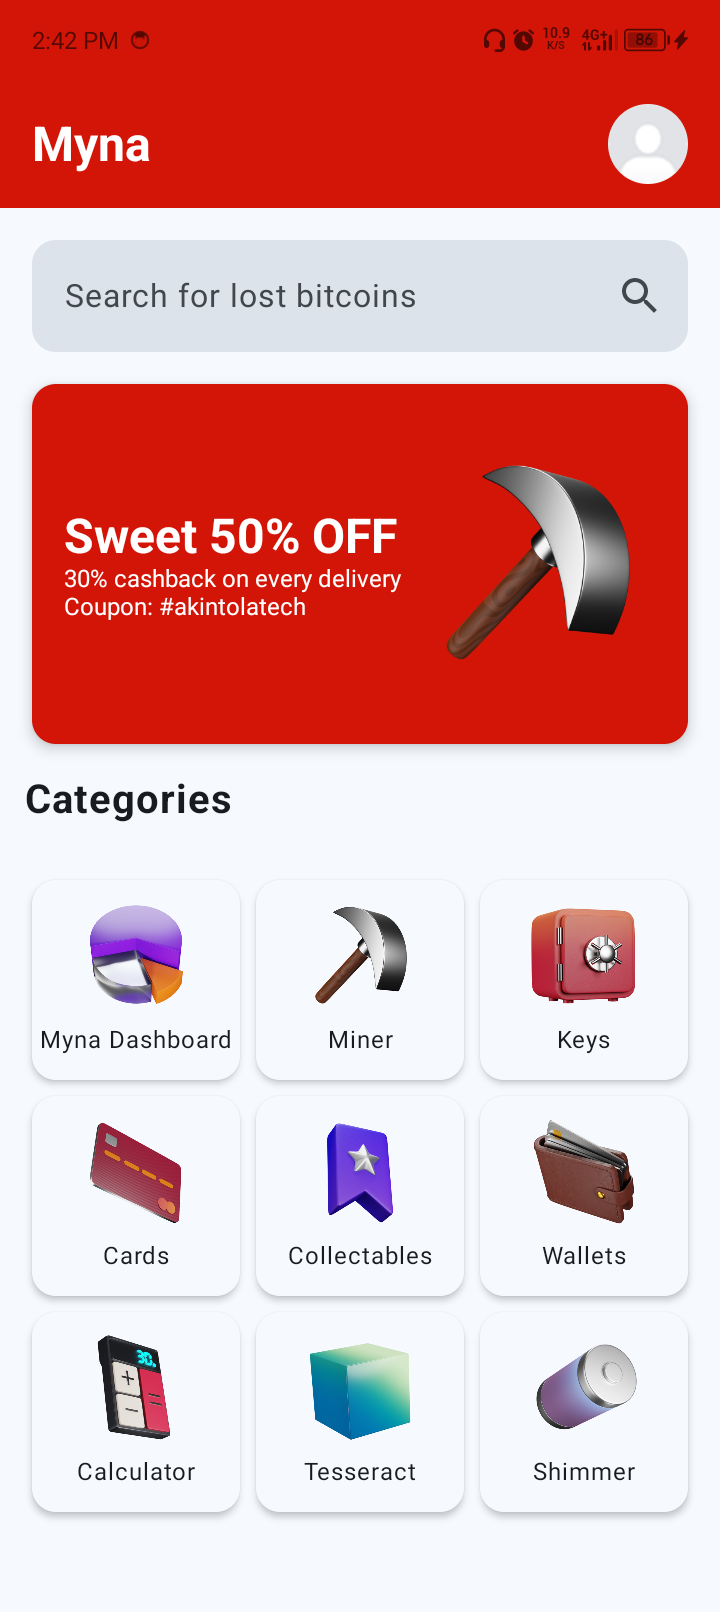 2:42 PM
10.9
K/S
4G+
86
Myna
Search for lost bitcoins
Sweet 50% OFF
30% cashback on every delivery
Coupon: #akintolatech
Categories
Myna Dashboard
Miner
Keys
Cards
Collectables
Wallets
30.
Calculator
Tesseract
Shimmer